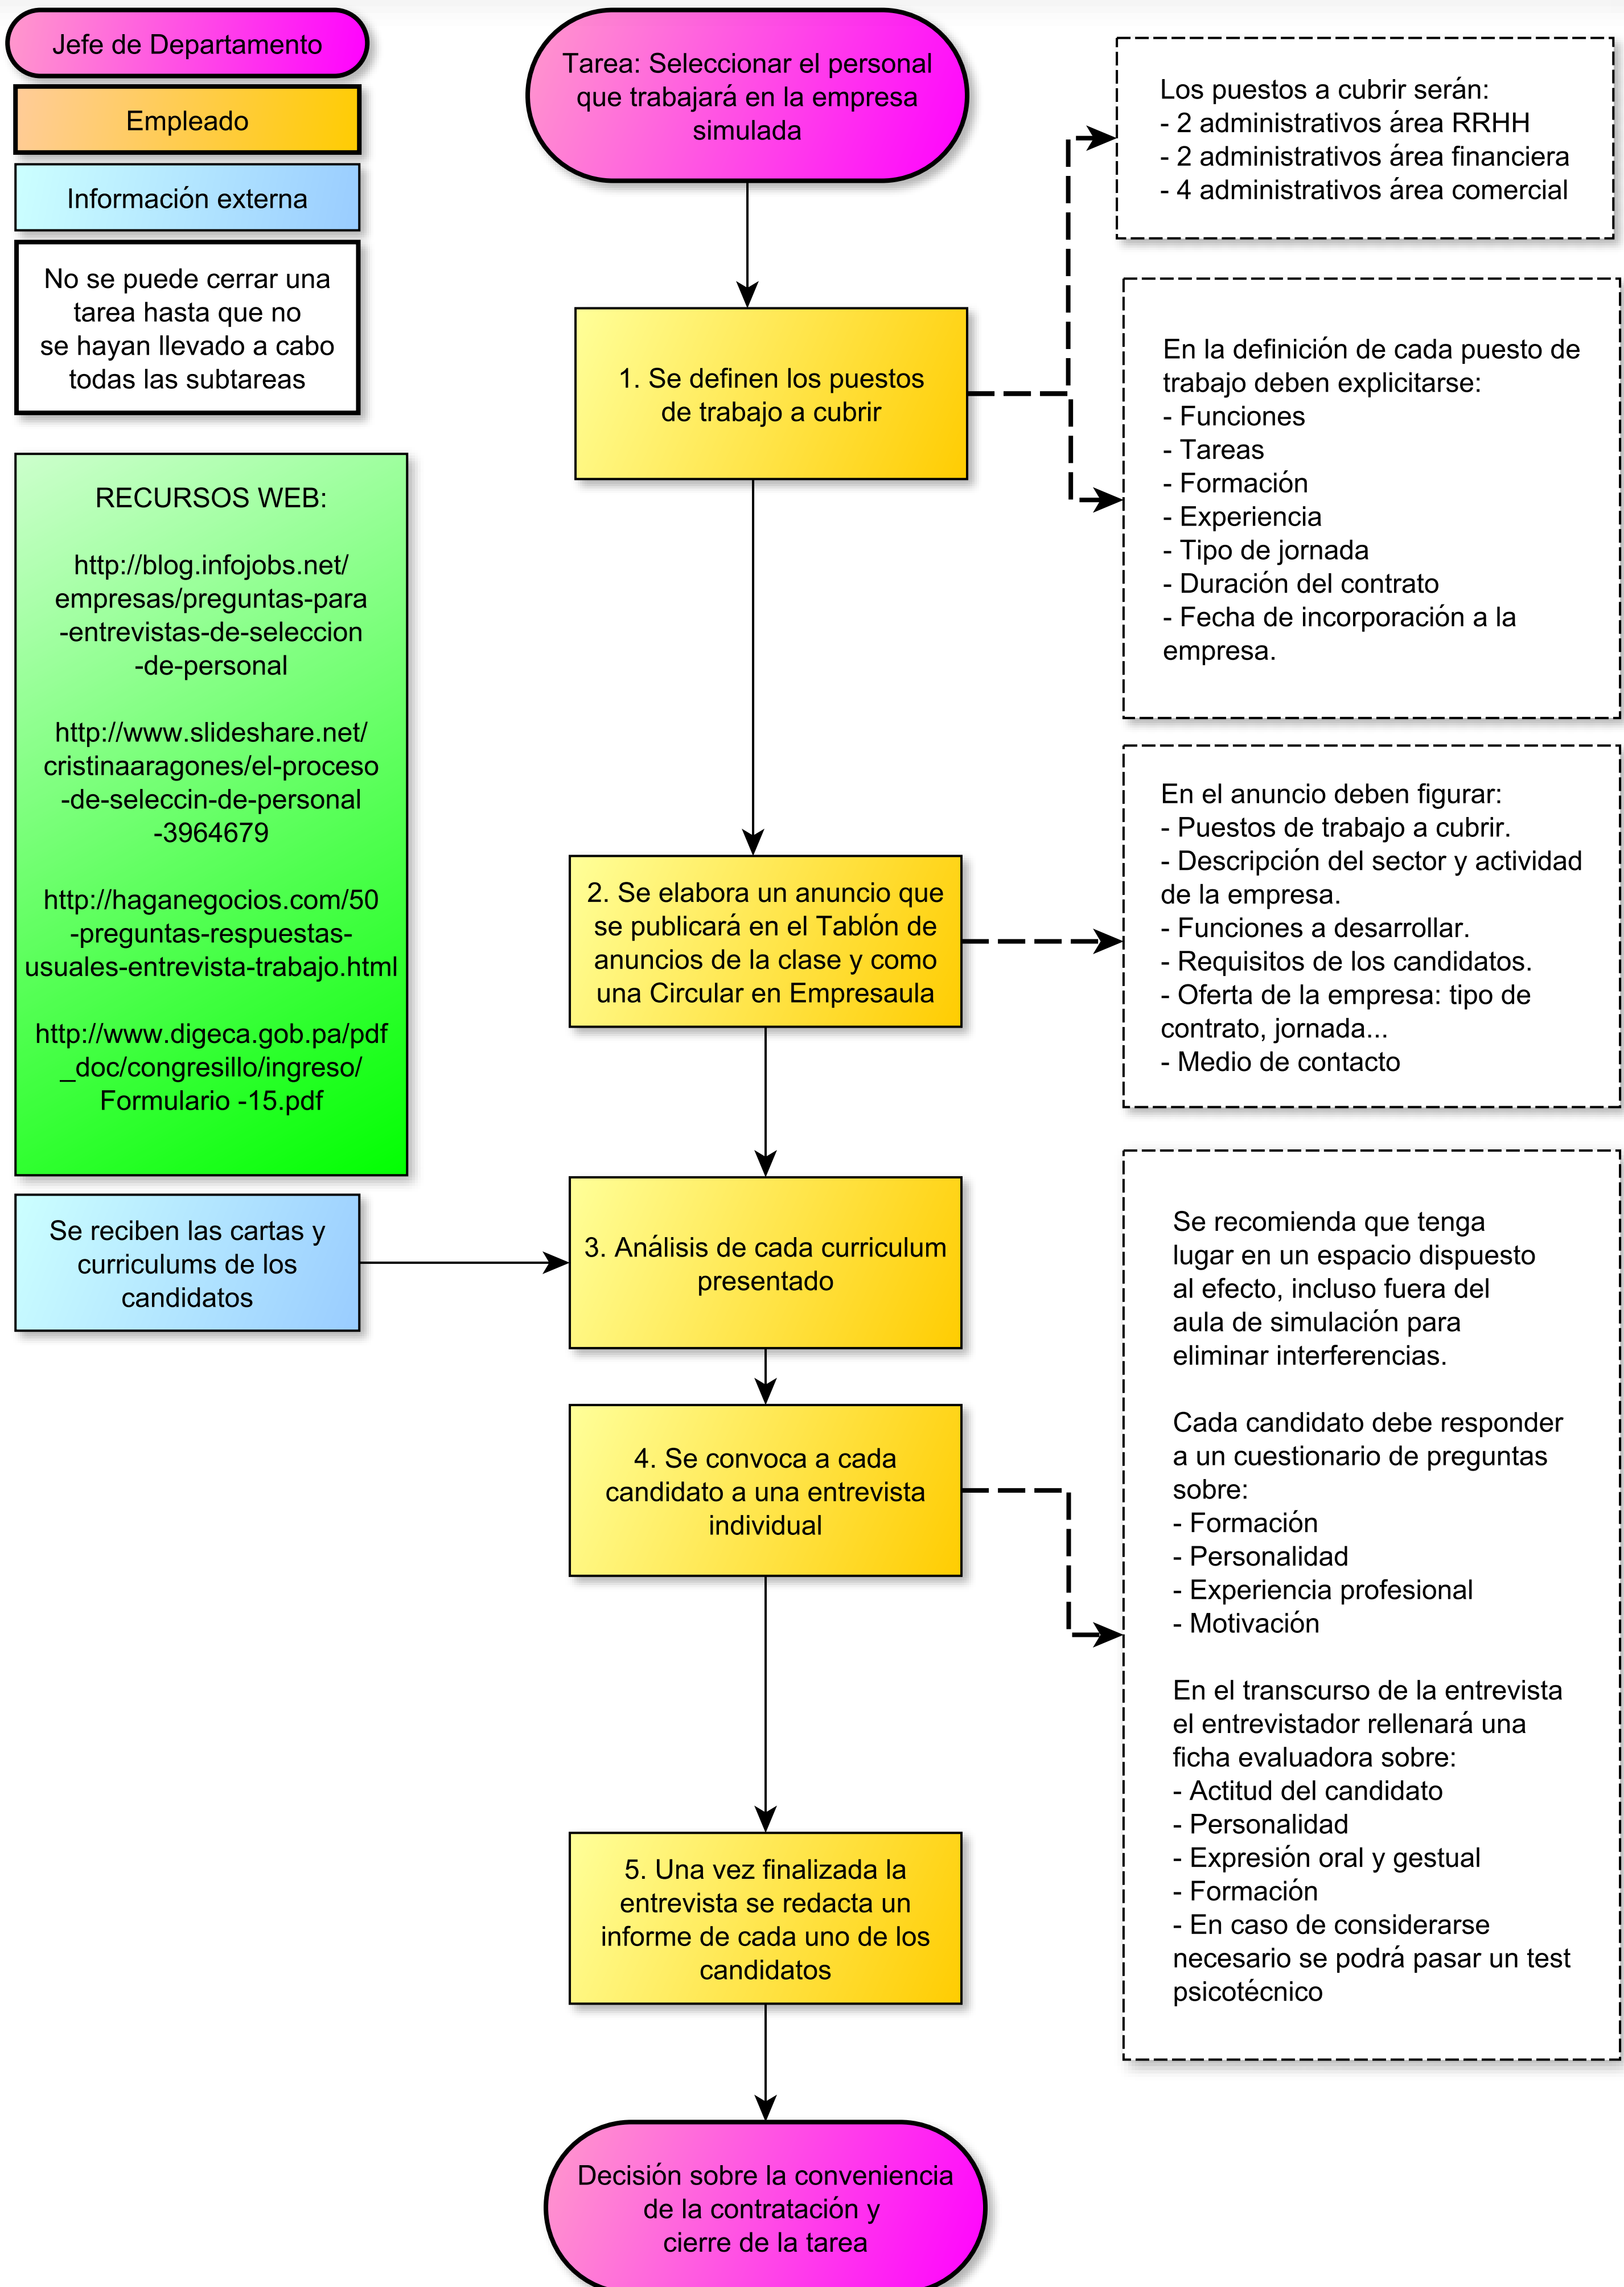 Jefe de Departamento
Empleado
Información externa
No se puede cerrar una
tarea hasta que no
se hayan llevado a cabo
todas las subtareas
RECURSOS WEB:
http://blog.infojobs.net/
empresas/preguntas-para
-entrevistas-de-seleccion
-de-personal
http://www.slideshare.net/
cristinaaragones/el-proceso
-de-seleccin-de-personal
-3964679
http://haganegocios.com/50
-preguntas-respuestas-
usuales-entrevista-trabajo.html
http://www.digeca.gob.pa/pdf
_doc/congresillo/ingreso/
Formulario -15.pdf
Se reciben las cartas y
curriculums de los
candidatos
Tarea: Seleccionar el personal
que trabajará en la empresa
simulada
1. Se definen los puestos
de trabajo a cubrir
2. Se elabora un anuncio que
se publicará en el Tablón de
anuncios de la clase y como
una Circular en Empresaula
3. Análisis de cada curriculum
presentado
4. Se convoca a cada
candidato a una entrevista
individual
5. Una vez finalizada la
entrevista se redacta un
informe de cada uno de los
candidatos
Decisión sobre la conveniencia
de la contratación y
cierre de la tarea
Los puestos a cubrir serán:
- 2 administrativos área RRHH
- 2 administrativos área financiera
- 4 administrativos área comercial
En la definición de cada puesto de
trabajo deben explicitarse:
- Funciones
- Tareas
- Formación
- Experiencia
- Tipo de jornada
- Duración del contrato
- Fecha de incorporación a la
empresa.
En el anuncio deben figurar:
- Puestos de trabajo a cubrir.
- Descripción del sector y actividad
de la empresa.
- Funciones a desarrollar.
- Requisitos de los candidatos.
- Oferta de la empresa: tipo de
contrato, jornada...
- Medio de contacto
Se recomienda que tenga
lugar en un espacio dispuesto
al efecto, incluso fuera del
aula de simulación para
eliminar interferencias.
Cada candidato debe responder
a un cuestionario de preguntas
sobre:
- Formación
- Personalidad
- Experiencia profesional
- Motivación
En el transcurso de la entrevista
el entrevistador rellenará una
ficha evaluadora sobre:
- Actitud del candidato
- Personalidad
- Expresión oral y gestual
- Formación
- En caso de considerarse
necesario se podrá pasar un test
psicotécnico